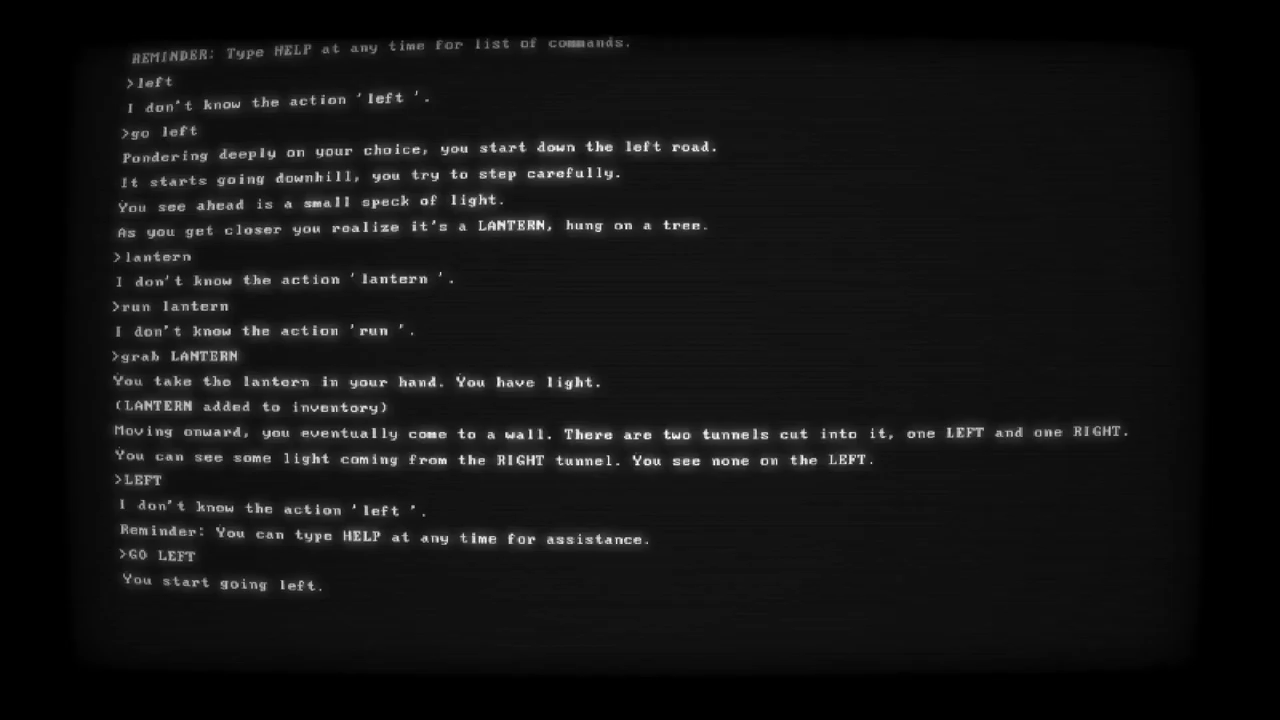 REMINDER: Type HELP at any time for list of commands.
>left
I don't know the action 'left '.
>go left
Pondering deeply on your choice, you start down the left road.
It starts going downhill, you try to step carefully.
You see ahead is a small speck of light.
As you get closer you realize it's a LANTERN, hung on a tree.
>lantern
I don't know the action 'lantern '.
>run lantern
I don't know the action 'run '.
>grab LANTERN
You take the lantern in your hand. You have light.
(LANTERN added to inventory)
Moving onward, you eventually come to a wall. There are two tunnels cut into it, one LEFT and one RIGHT.
You can see some light coming from the RIGHT tunnel. You see none on the LEFT.
>LEFT
I don't know the action 'left '.
Reminder: You can type HELP at any time for assistance.
>GO LEFT
You start going left.